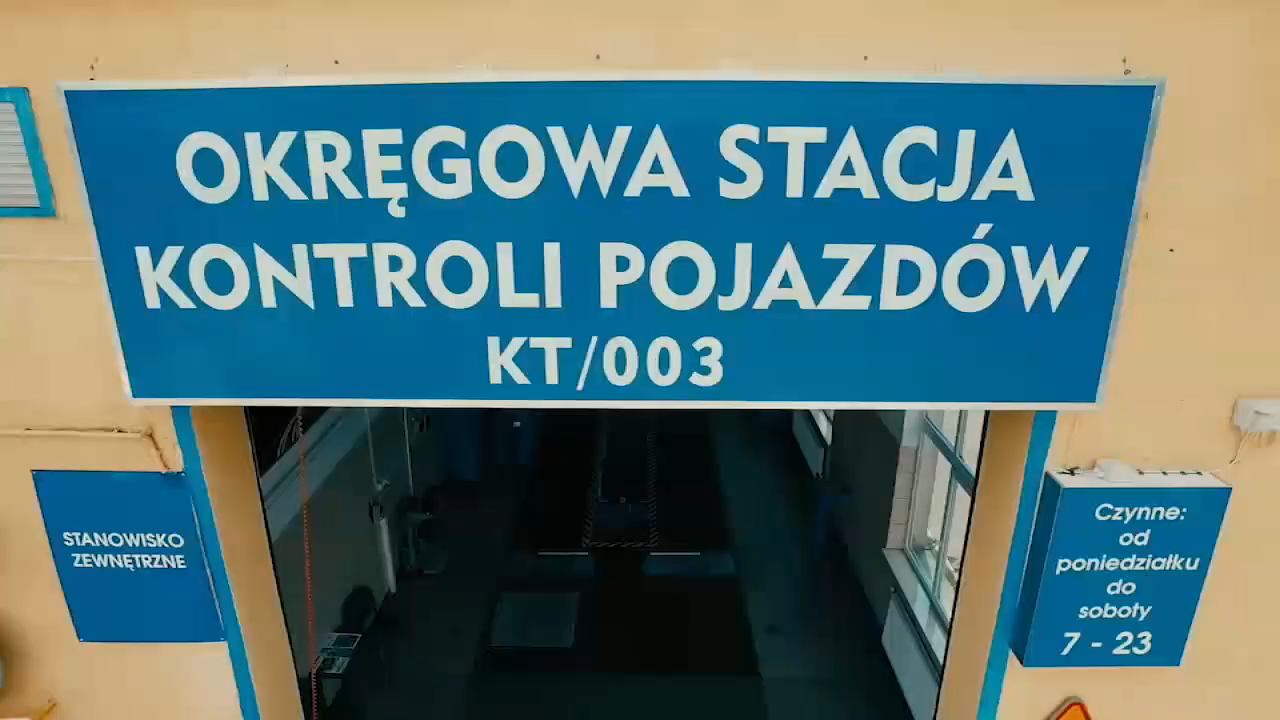 OKRĘGOWA STACJA
KONTROLI POJAZDÓW
KT/003
STANOWISKO
ZEWNĘTRZNE
Czynne:
od
poniedziałku
do
soboty
7 - 23